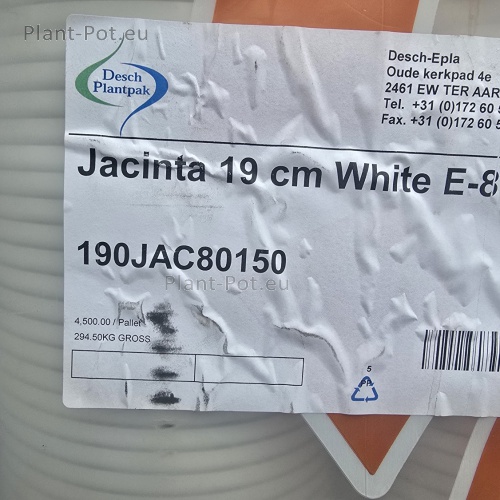 Plant-Pot.eu
Desch
Plantpak
Desch-Epla
Oude kerkpad 4e
2461 EW TER AAR
Tel. +31 (0)172 60
Fax. +31 (0)172 60
Jacinta 19 cm White E-8
190JAC80150
Plant-Pot.eu
4,500.00 / Pallet
294.50KG GROSS
5
PP